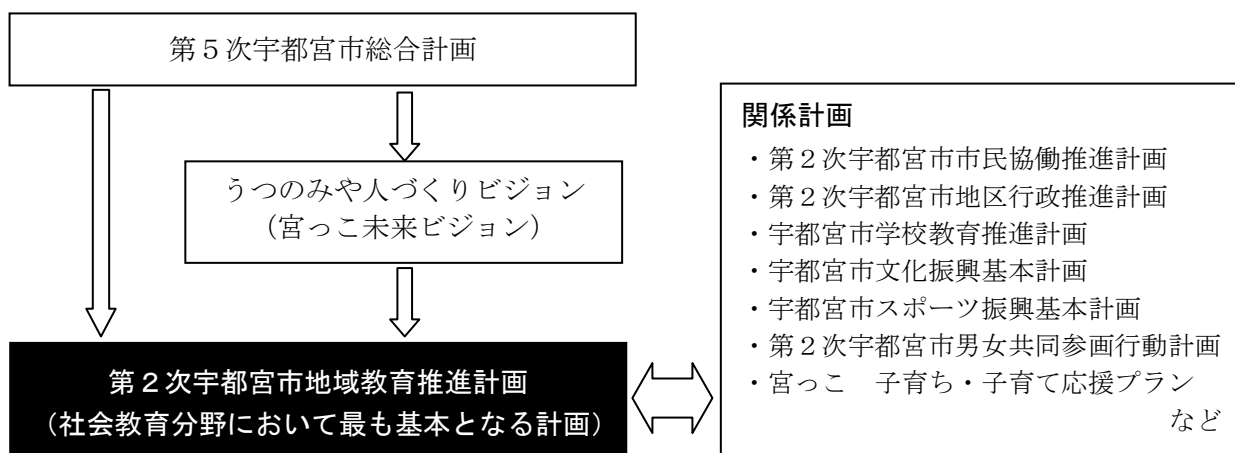 第５次宇都宮市総合計画
うつのみや人づくりビジョン
（宮っこ未来ビジョン）
第２次宇都宮市地域教育推進計画
（社会教育分野において最も基本となる計画）
関係計画
・第２次宇都宮市市民協働推進計画
・第２次宇都宮市地区行政推進計画
・宇都宮市学校教育推進計画
・宇都宮市文化振興基本計画
・宇都宮市スポーツ振興基本計画
・第２次宇都宮市男女共同参画行動計画
・宮っこ　子育ち・子育て応援プラン
など